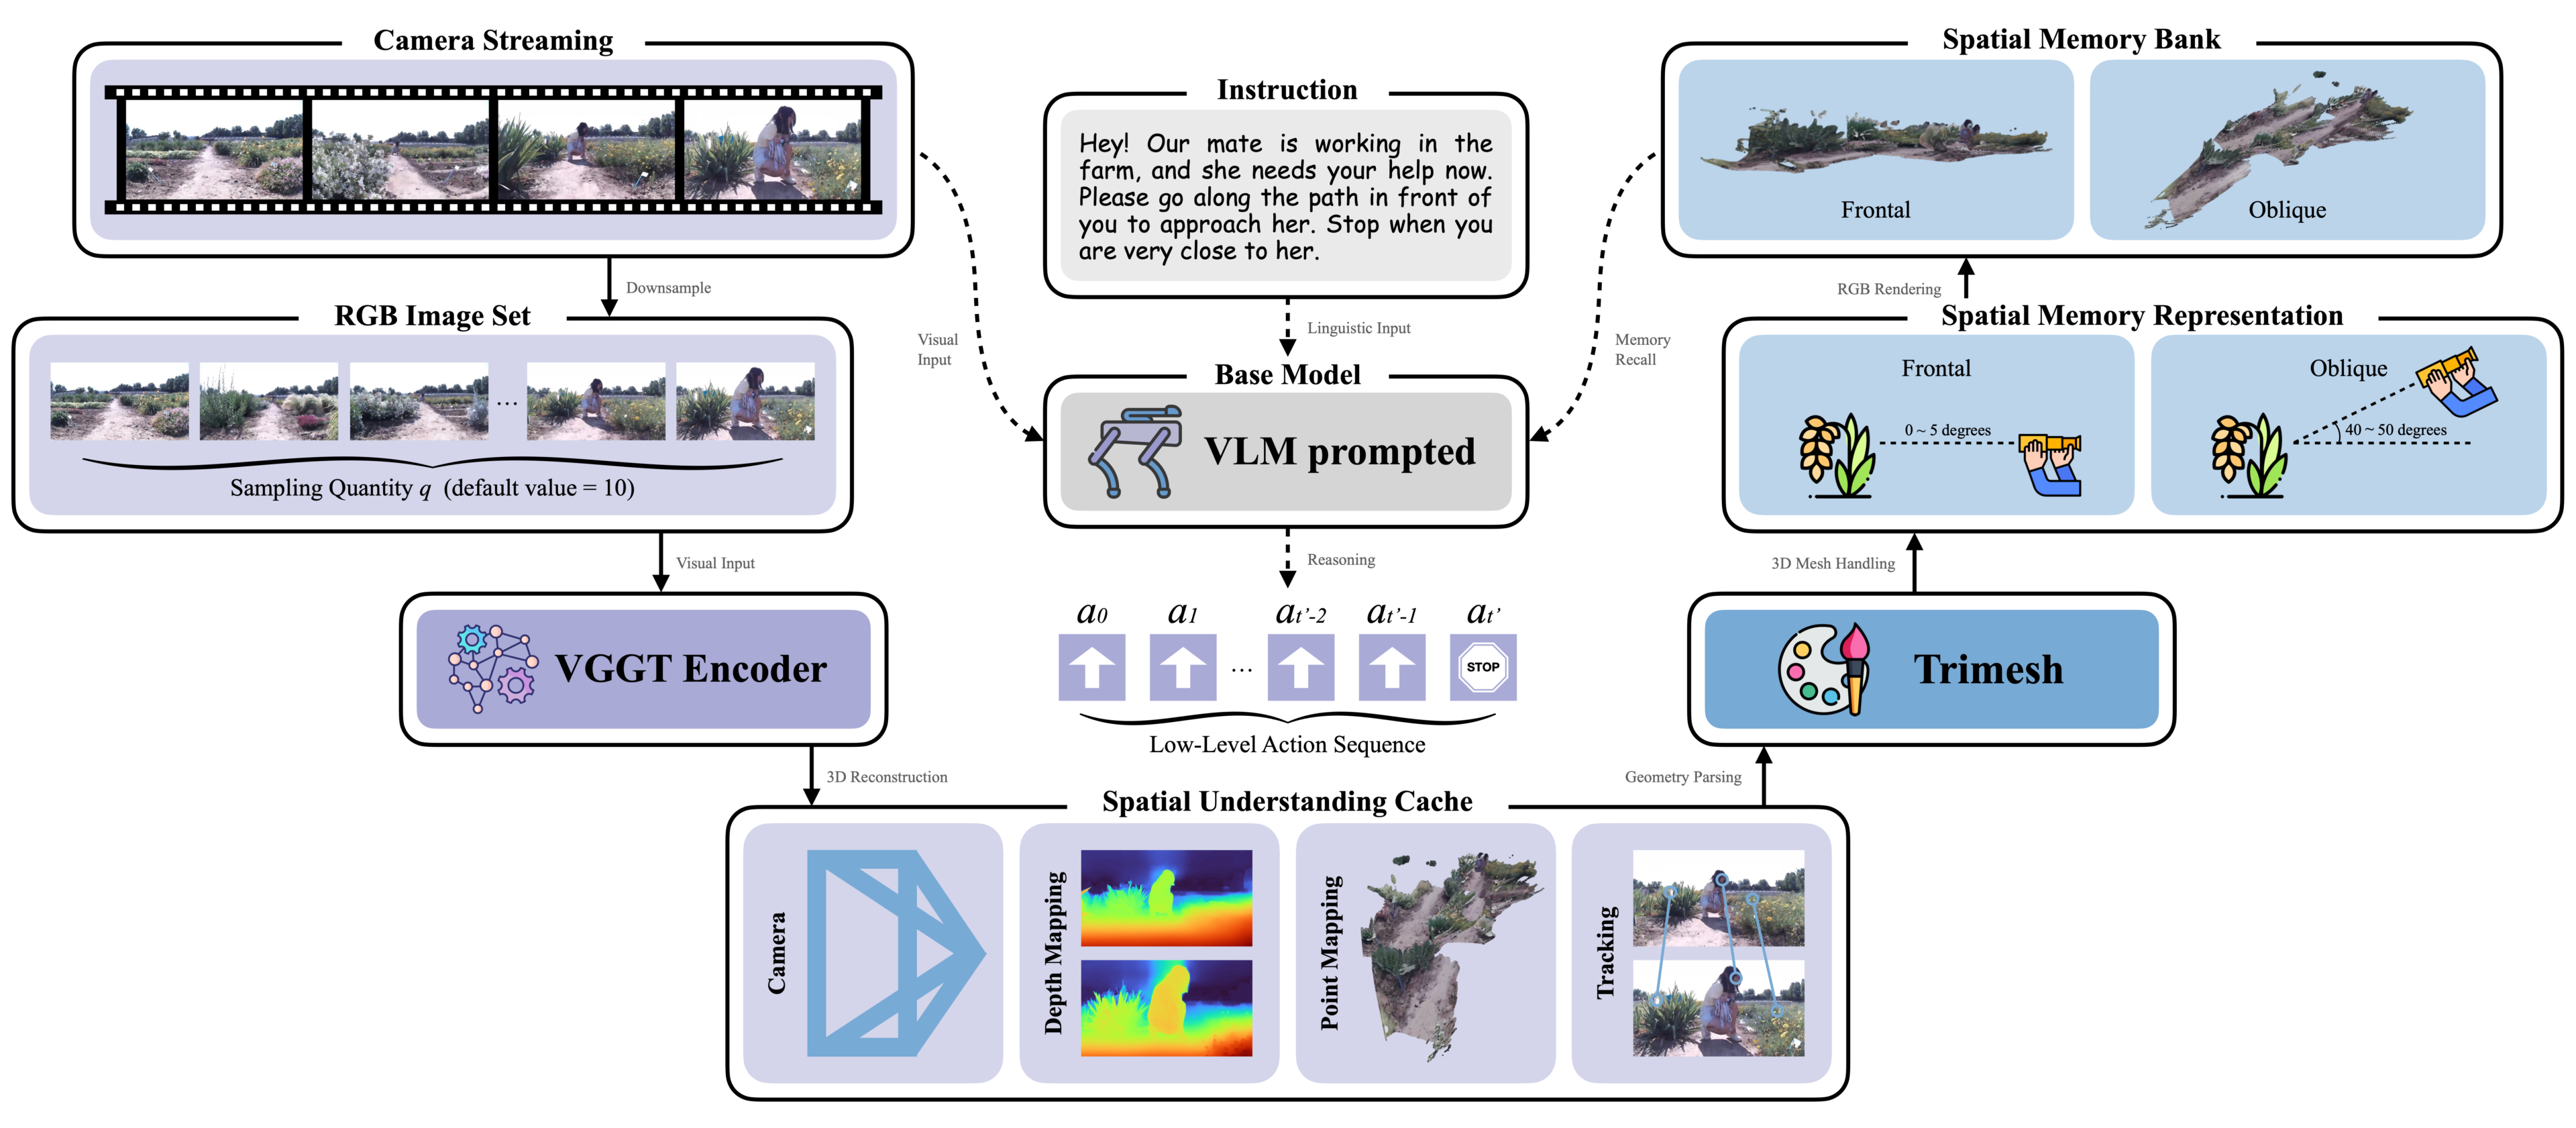 Camera Streaming
Downsample
RGB Image Set
...
Sampling Quantity q (default value = 10)
Visual Input
VGGT Encoder
3D Reconstruction
Visual
Input
Instruction
Hey! Our mate is working in the
farm, and she needs your help now.
Please go along the path in front of
you to approach her. Stop when you
are very close to her.
Linguistic Input
Base Model
VLM prompted
Reasoning
a0 a1 at'-2 at'-1 at'
...
STOP
Low-Level Action Sequence
Spatial Understanding Cache
Camera
Depth Mapping
Point Mapping
Tracking
Geometry Parsing
Trimesh
3D Mesh Handling
Spatial Memory Representation
Frontal
0 ~ 5 degrees
Oblique
40 ~ 50 degrees
RGB Rendering
Spatial Memory Bank
Frontal
Oblique
Memory
Recall